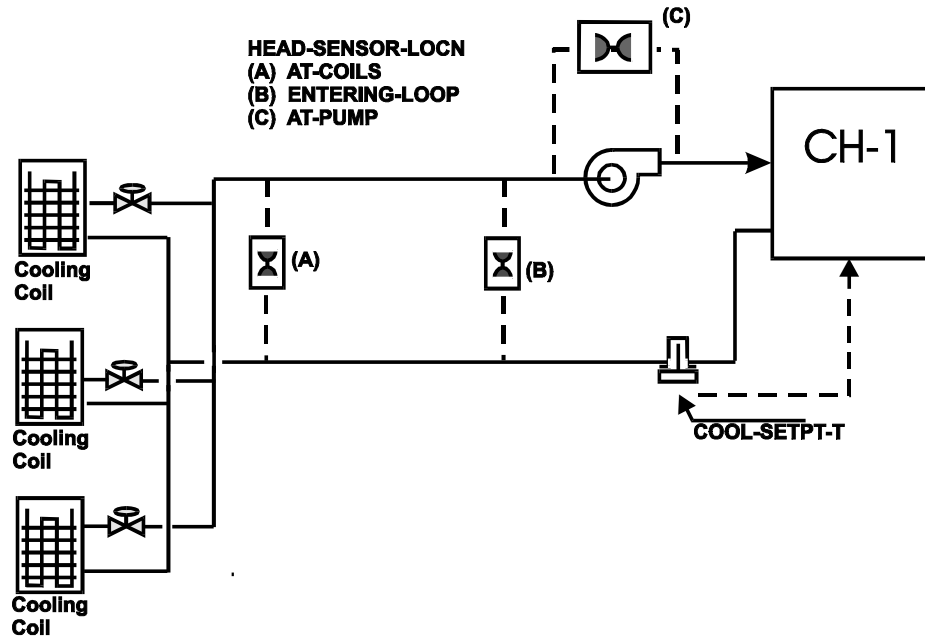 (C)
HEAD-SENSOR-LOCN
(A) AT-COILS
(B) ENTERING-LOOP
(C) AT-PUMP
CH-1
(A)
(B)
Cooling
Coil
Cooling
Coil
COOL-SETPT-T
Cooling
Coil